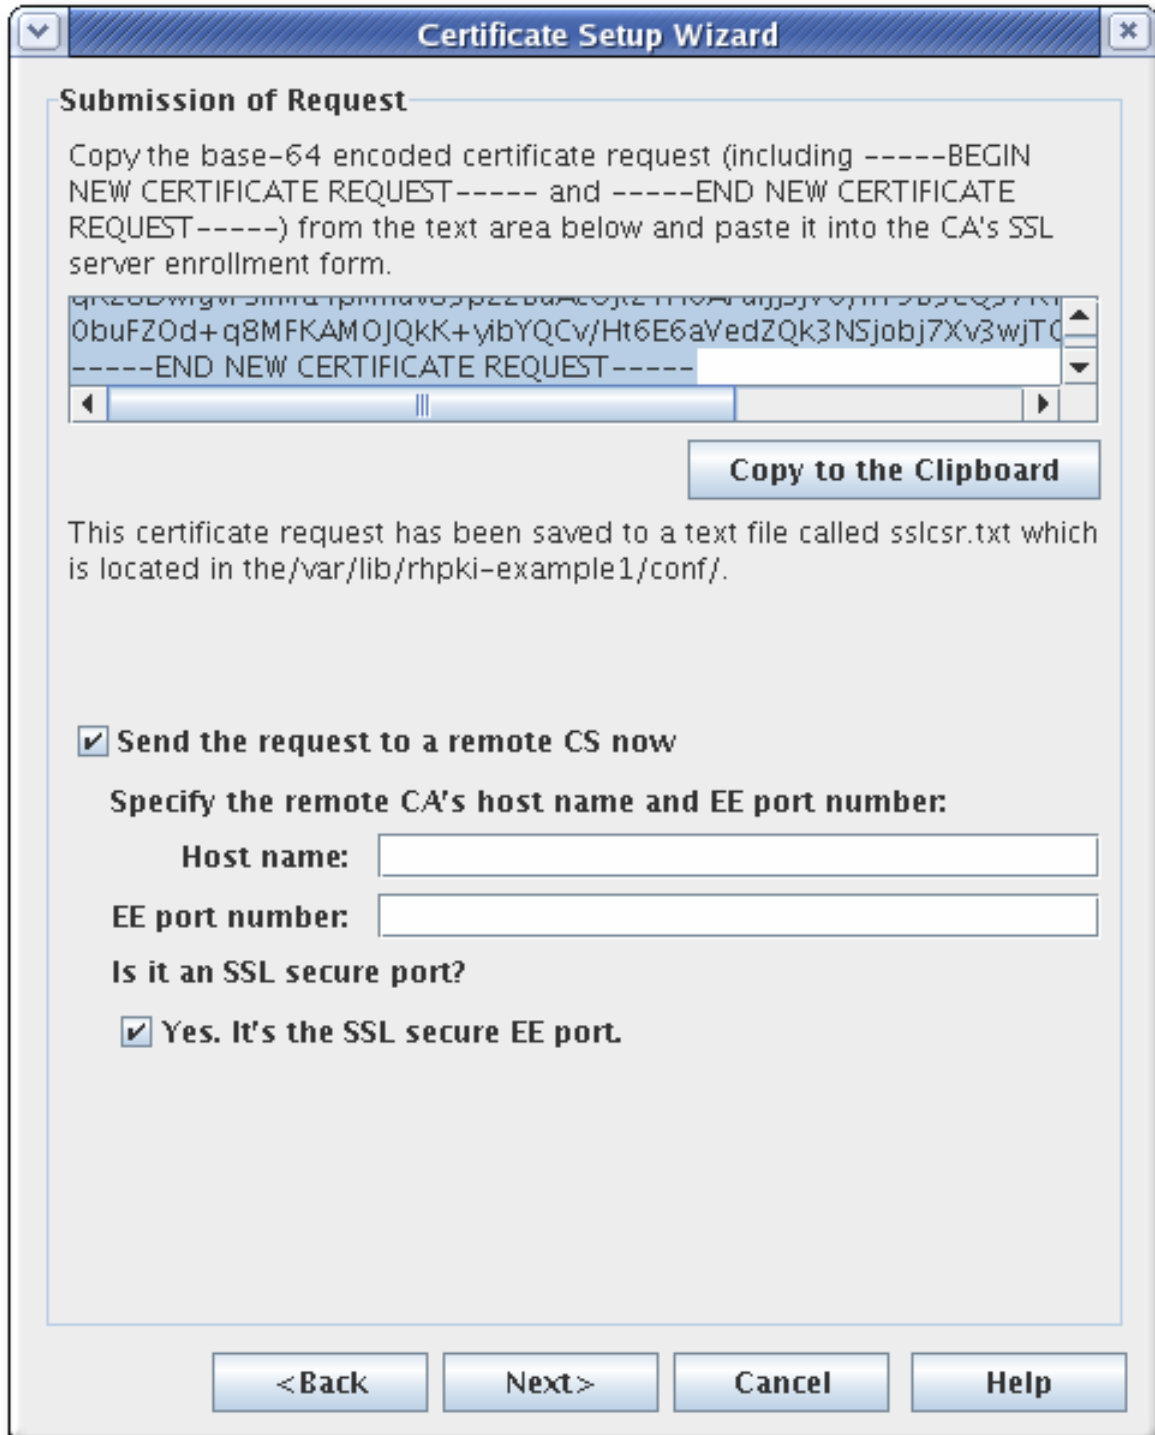 Certificate Setup Wizard
Submission of Request
Copy the base-64 encoded certificate request (including -----BEGIN
NEW CERTIFICATE REQUEST----- and -----END NEW CERTIFICATE
REQUEST-----) from the text area below and paste it into the CA's SSL
server enrollment form.
0buFZOd+q8MFKAMOJQkK+yibYQCv/Ht6E6aVedZQk3NSjobj7Xv3wjTC
-----END NEW CERTIFICATE REQUEST-----
Copy to the Clipboard
This certificate request has been saved to a text file called sslcsr.txt which
is located in the/var/lib/rhpki-example1/conf/.
Send the request to a remote CS now
Specify the remote CA's host name and EE port number:
Host name:
EE port number:
Is it an SSL secure port?
Yes. It's the SSL secure EE port.
<Back Next> Cancel Help